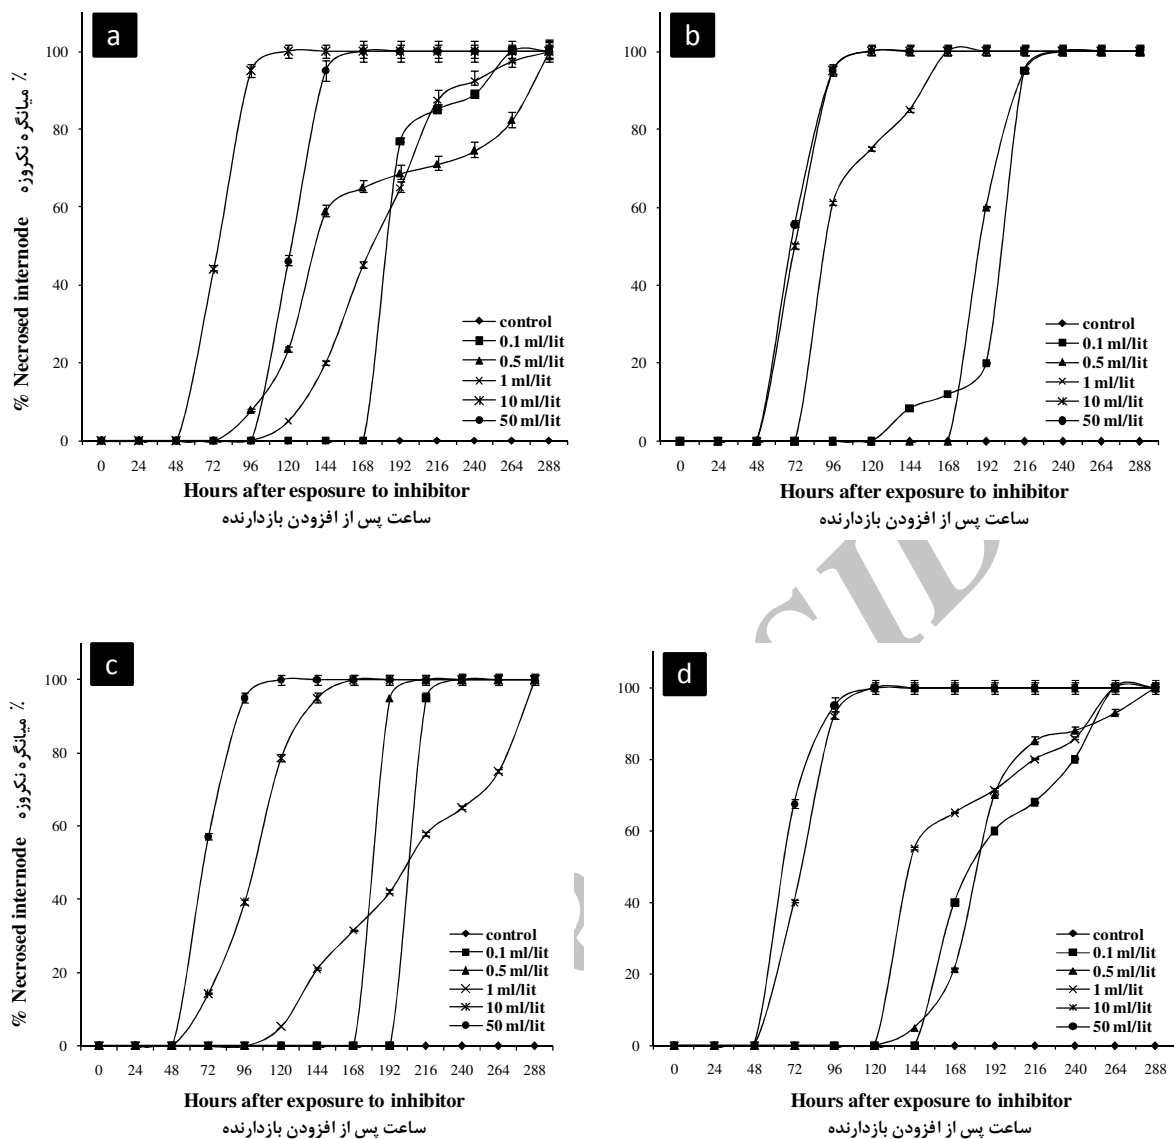 a
% Necrosed internode میانگره نکروزه ٪
100
80
60
40
20
0
control
0.1 ml/lit
0.5 ml/lit
1 ml/lit
10 ml/lit
50 ml/lit
0 24 48 72 96 120 144 168 192 216 240 264 288
Hours after exposure to inhibitor
ساعت پس از افزودن بازدارنده
b
100
80
60
40
20
0
control
0.1 ml/lit
0.5 ml/lit
1 ml/lit
10 ml/lit
50 ml/lit
0 24 48 72 96 120 144 168 192 216 240 264 288
Hours after exposure to inhibitor
ساعت پس از افزودن بازدارنده
c
% Necrosed internode میانگره نکروزه ٪
100
80
60
40
20
0
control
0.1 ml/lit
0.5 ml/lit
1 ml/lit
10 ml/lit
50 ml/lit
0 24 48 72 96 120 144 168 192 216 240 264 288
Hours after exposure to inhibitor
ساعت پس از افزودن بازدارنده
d
100
80
60
40
20
0
control
0.1 ml/lit
0.5 ml/lit
1 ml/lit
10 ml/lit
50 ml/lit
0 24 48 72 96 120 144 168 192 216 240 264 288
Hours after exposure to inhibitor
ساعت پس از افزودن بازدارنده